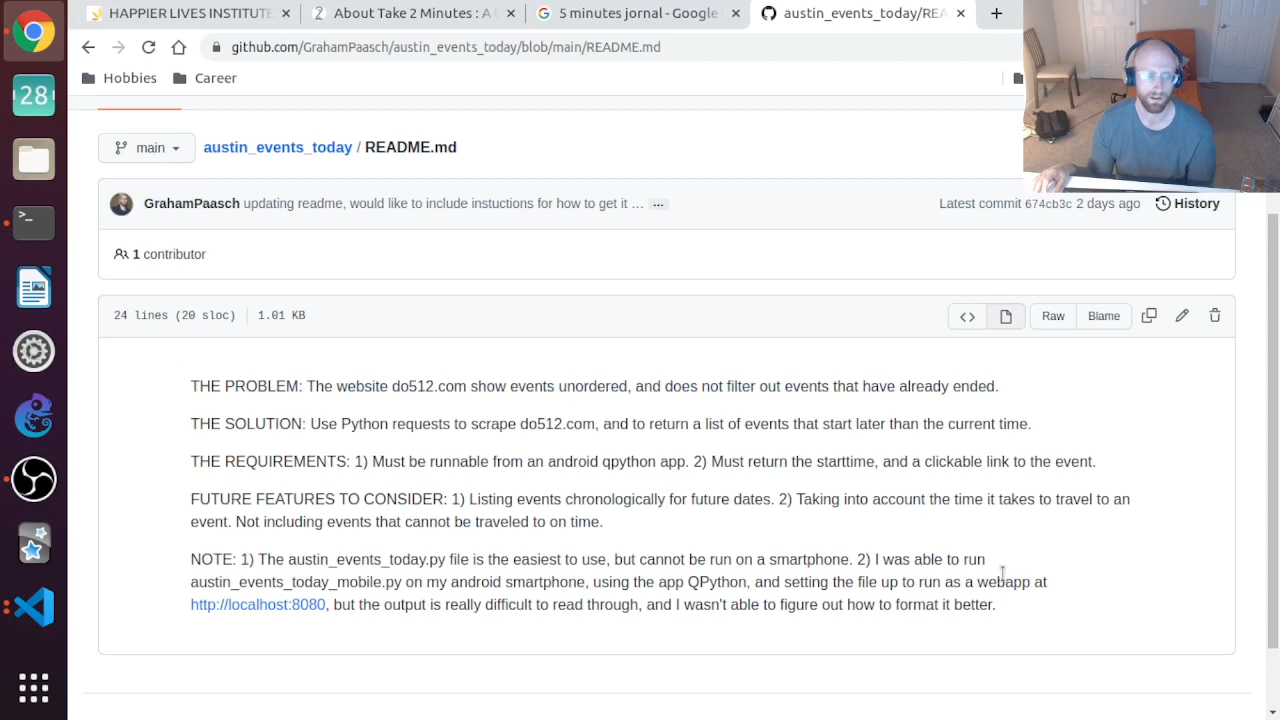 HAPPIER LIVES INSTITUTE
About Take 2 Minutes : A
5 minutes jornal - Google
austin_events_today/REA
github.com/GrahamPaasch/austin_events_today/blob/main/README.md
Hobbies
Career
28
main
austin_events_today / README.md
GrahamPaasch updating readme, would like to include instuctions for how to get it …
Latest commit 674cb3c 2 days ago
History
1 contributor
24 lines (20 sloc)
1.01 KB
Raw
Blame
THE PROBLEM: The website do512.com show events unordered, and does not filter out events that have already ended.
THE SOLUTION: Use Python requests to scrape do512.com, and to return a list of events that start later than the current time.
THE REQUIREMENTS: 1) Must be runnable from an android qpython app. 2) Must return the starttime, and a clickable link to the event.
FUTURE FEATURES TO CONSIDER: 1) Listing events chronologically for future dates. 2) Taking into account the time it takes to travel to an
event. Not including events that cannot be traveled to on time.
NOTE: 1) The austin_events_today.py file is the easiest to use, but cannot be run on a smartphone. 2) I was able to run
austin_events_today_mobile.py on my android smartphone, using the app QPython, and setting the file up to run as a webapp at
http://localhost:8080, but the output is really difficult to read through, and I wasn't able to figure out how to format it better.